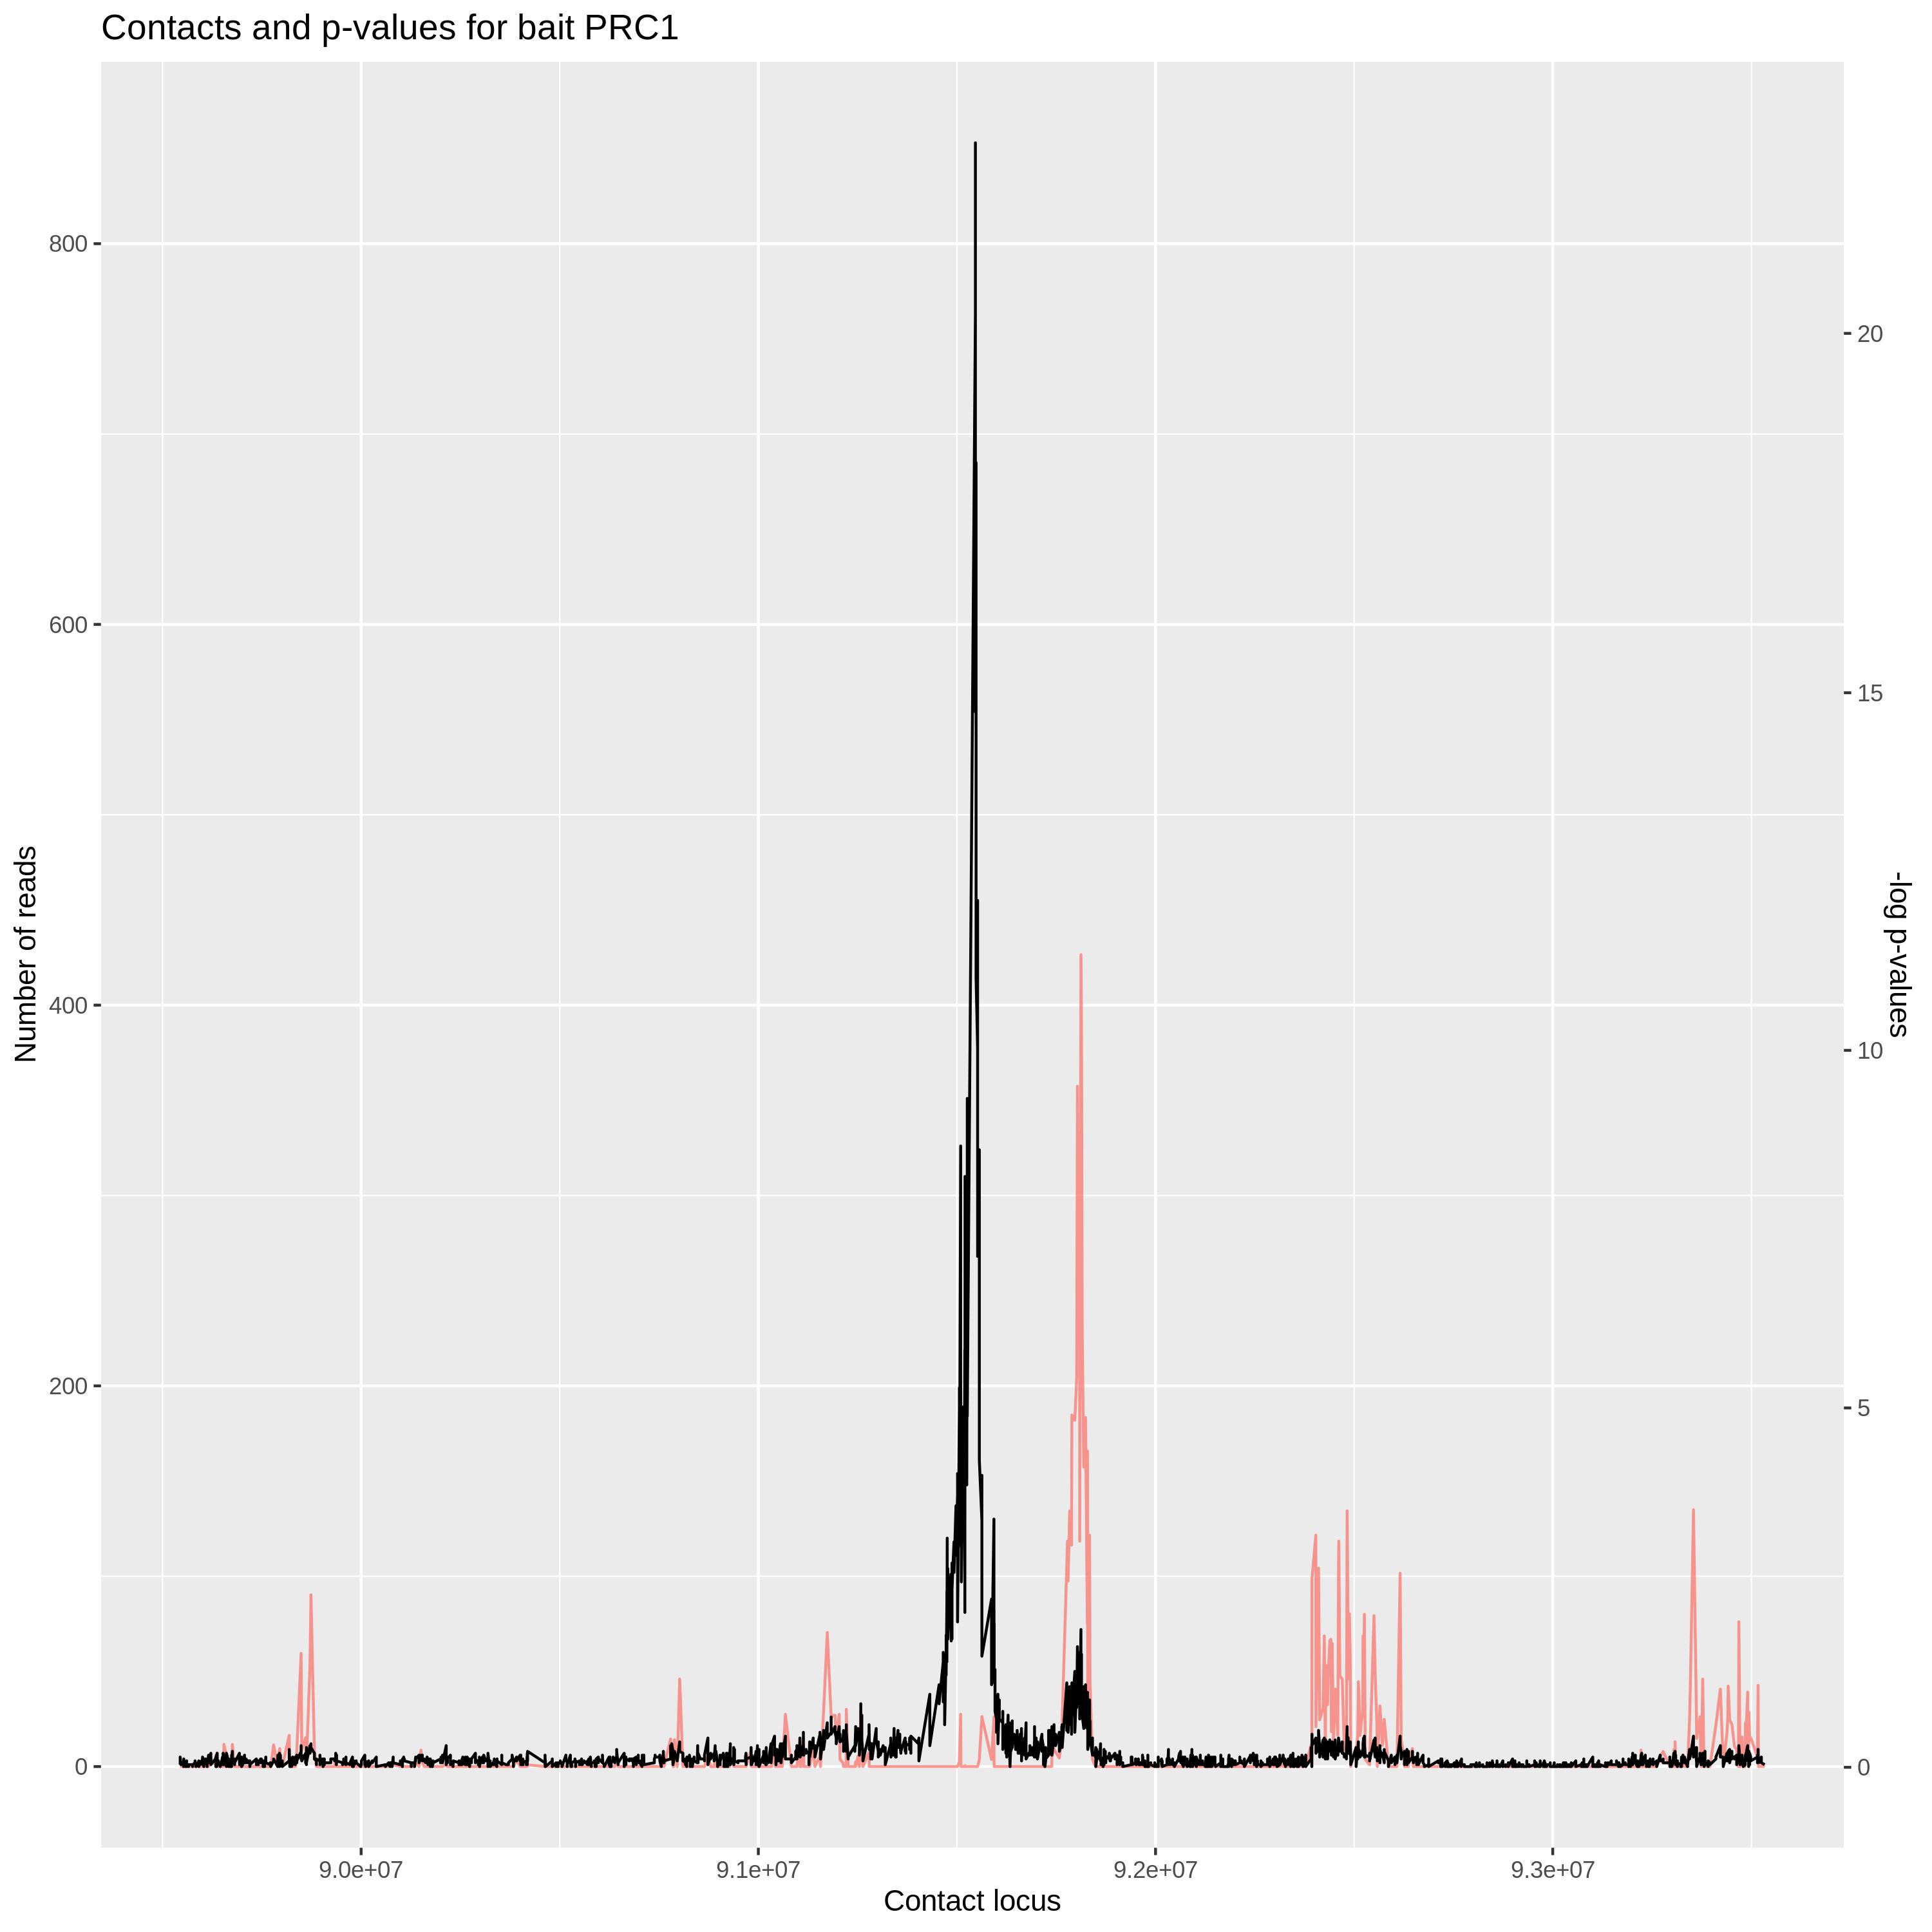 Contacts and p-values for bait PRC1
800
600
400
200
0
Number of reads
20
15
10
5
0
-log p-values
9.0e+07
9.1e+07
9.2e+07
9.3e+07
Contact locus